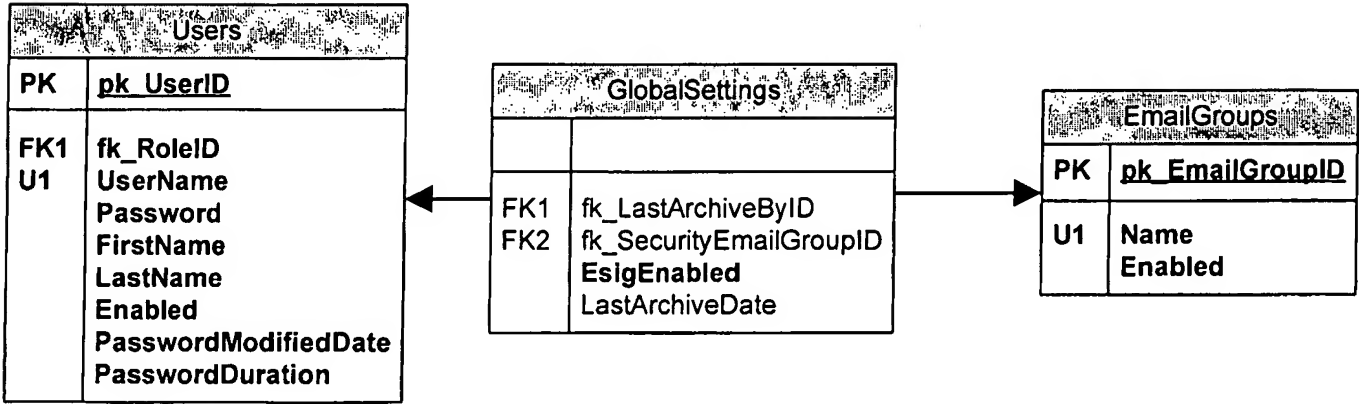 Users
PK pk_UserID
FK1 fk_RoleID
U1 UserName
Password
FirstName
LastName
Enabled
PasswordModifiedDate
PasswordDuration
GlobalSettings
FK1 fk_LastArchiveByID
FK2 fk_SecurityEmailGroupID
EsigEnabled
LastArchiveDate
EmailGroups
PK pk_EmailGroupID
U1 Name
Enabled